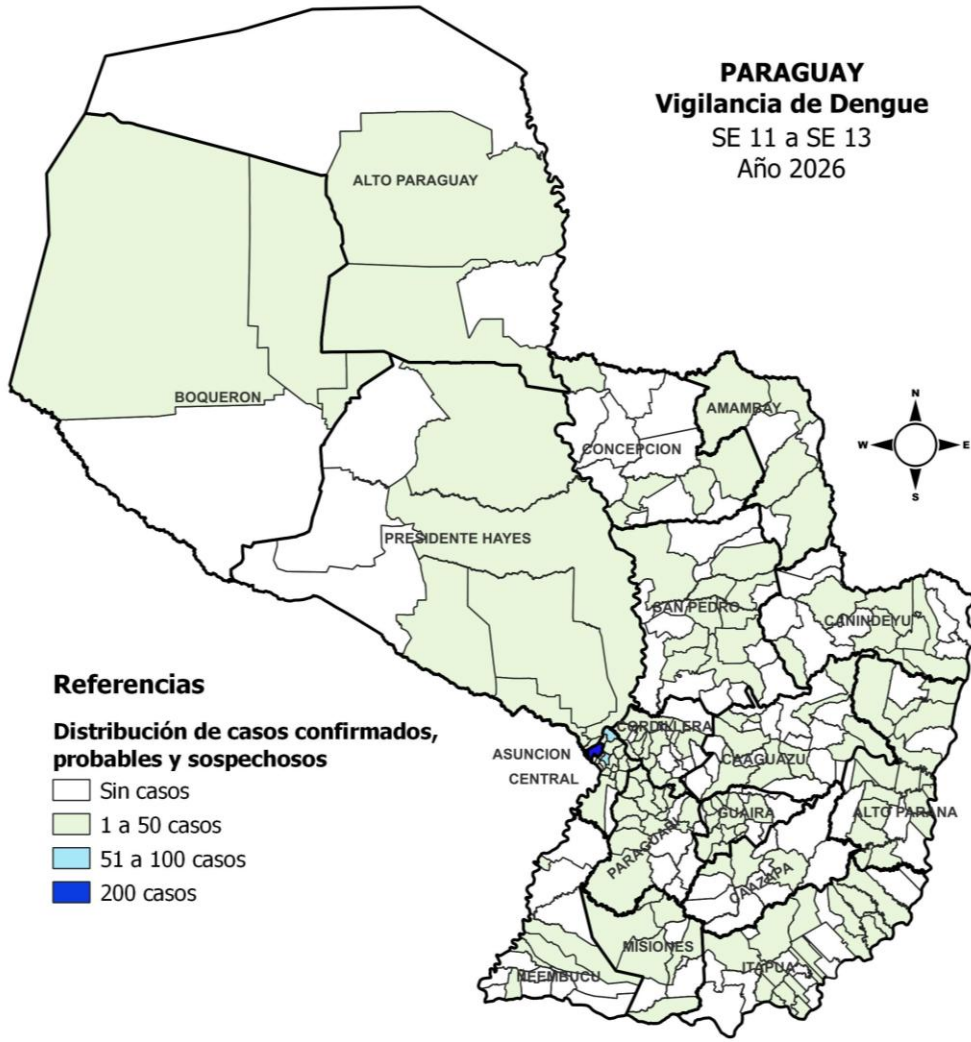 PARAGUAY
Vigilancia de Dengue
SE 11 a SE 13
Año 2026
ALTO PARAGUAY
BOQUERON
AMAMBAY
CONCEPCION
N
W
E
S
PRESIDENTE HAYES
SAN PEDRO
CANINDEYU
Referencias
Distribución de casos confirmados,
probables y sospechosos
Sin casos
1 a 50 casos
51 a 100 casos
200 casos
CORDILLERA
ASUNCION
CENTRAL
CAAGUAZU
GUAIRA
ALTO PARANA
PARAGUARI
CAAZAPA
MISIONES
ÑEEMBUCU
ITAPUA